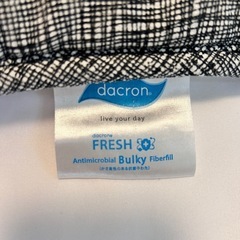 dacron®
live your day
FRESH
Antimicrobial Bulky Fiberfill